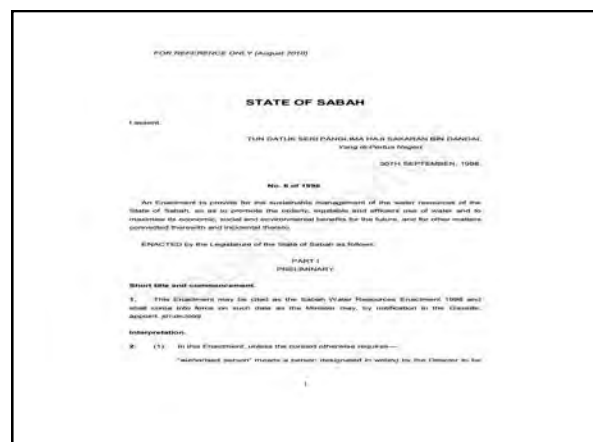 FOR REFERENCE ONLY (August 2010)
STATE OF SABAH
I assent,
TUN DATUK SERI PANGLIMA HAJI SAKARAN BIN DANDAI,
Yang di-Pertua Negeri.
30TH SEPTEMBER, 1998.
No. 6 of 1998
An Enactment to provide for the sustainable management of the water resources of the
State of Sabah, so as to promote the orderly, equitable and efficient use of water and to
maximise its economic, social and environmental benefits for the future, and for other matters
connected therewith and incidental thereto.
ENACTED by the Legislature of the State of Sabah as follows:
PART I
PRELIMINARY
Short title and commencement.
1. This Enactment may be cited as the Sabah Water Resources Enactment 1998 and
shall come into force on such date as the Minister may, by notification in the Gazette,
appoint.
Interpretation.
2. (1) In this Enactment, unless the context otherwise requires—
"authorised person" means a person designated in writing by the Director to be
1